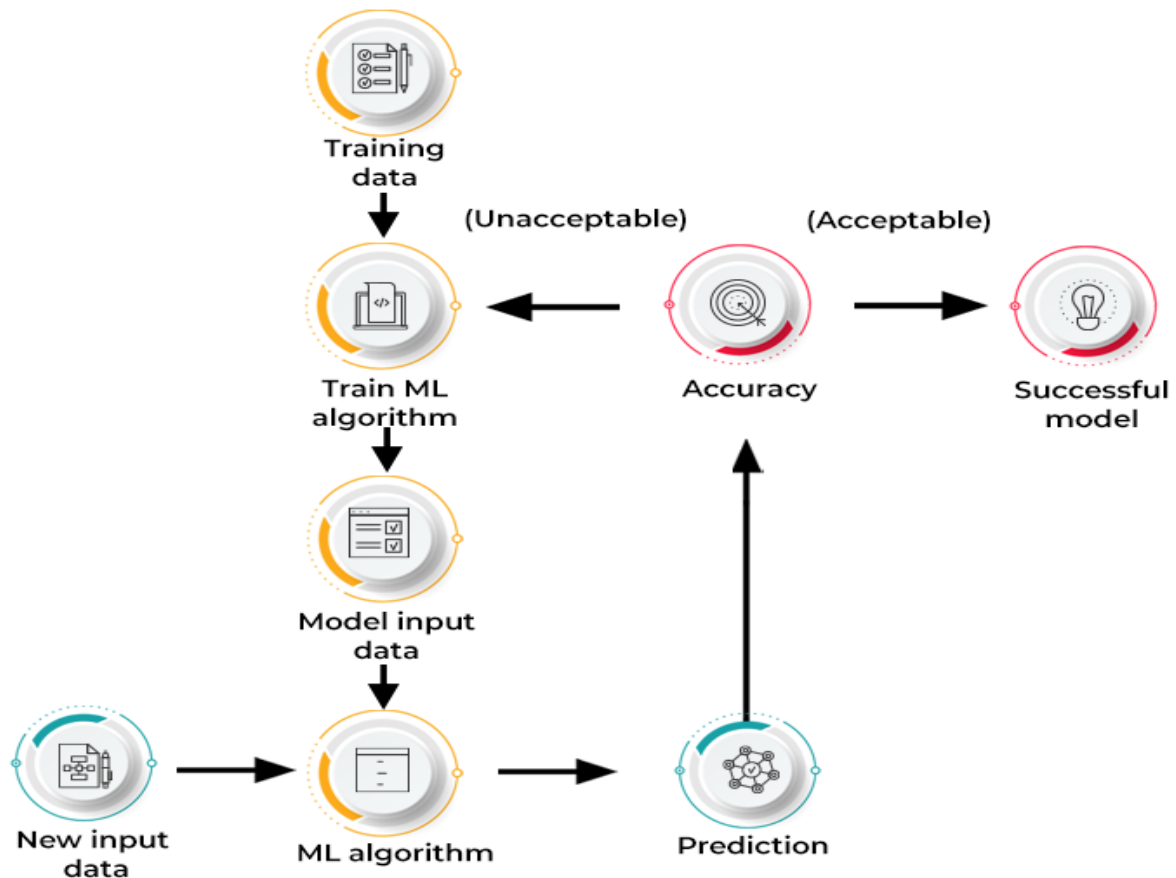 Training
data
(Unacceptable)
(Acceptable)
Train ML
algorithm
Accuracy
Successful
model
Model input
data
New input
data
ML algorithm
Prediction